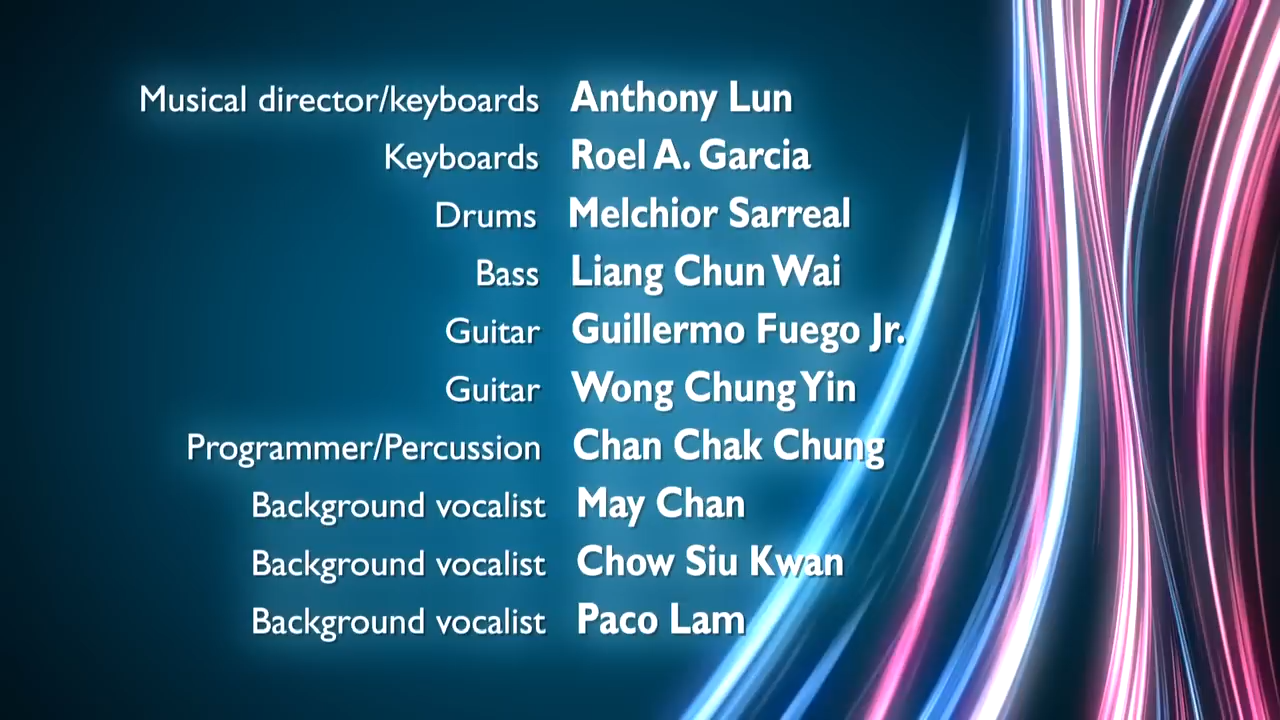 Musical director/keyboards Anthony Lun
Keyboards Roel A. Garcia
Drums Melchior Sarreal
Bass Liang Chun Wai
Guitar Guillermo Fuego Jr.
Guitar Wong Chung Yin
Programmer/Percussion Chan Chak Chung
Background vocalist May Chan
Background vocalist Chow Siu Kwan
Background vocalist Paco Lam